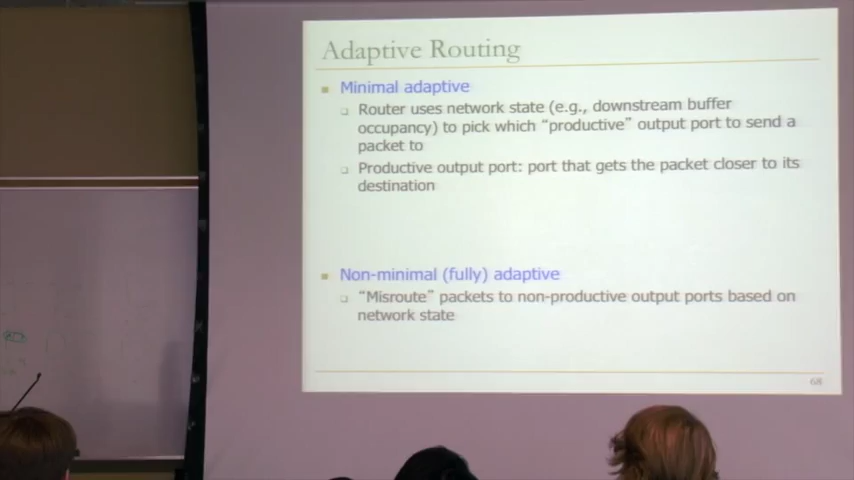 Adaptive Routing
Minimal adaptive
Router uses network state (e.g., downstream buffer
occupancy) to pick which “productive” output port to send a
packet to
Productive output port: port that gets the packet closer to its
destination
Non-minimal (fully) adaptive
“Misroute” packets to non-productive output ports based on
network state
68